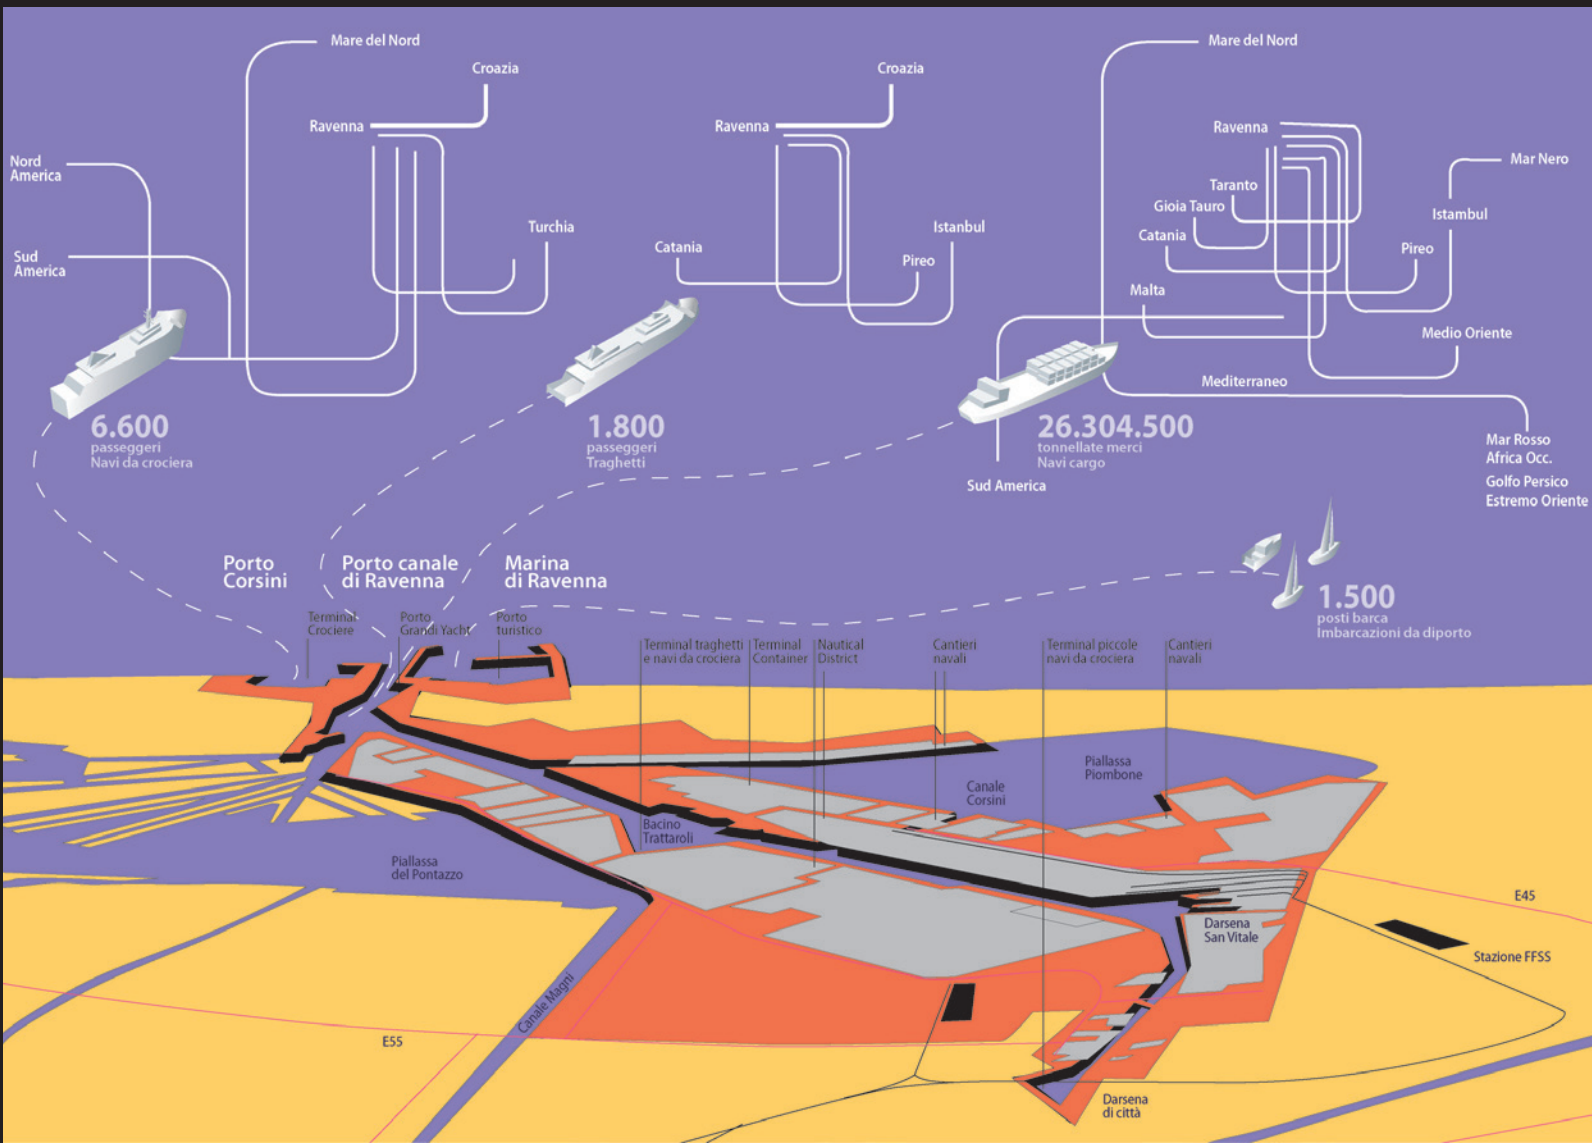 Mare del Nord
Croazia
Ravenna
Nord
America
Sud
America
Turchia
6.600
passeggeri
Navi da crociera
Croazia
Ravenna
Catania
Istanbul
Pireo
1.800
passeggeri
Traghetti
Mare del Nord
Ravenna
Mar Nero
Taranto
Gioia Tauro
Istambul
Catania
Pireo
Malta
Medio Oriente
Mediterraneo
26.304.500
tonnellate merci
Navi cargo
Sud America
Mar Rosso
Africa Occ.
Golfo Persico
Estremo Oriente
1.500
posti barca
Imbarcazioni da diporto
Porto
Corsini
Porto canale
di Ravenna
Marina
di Ravenna
Terminal
Crociere
Porto
Grandi Yacht
Porto
turistico
Terminal traghetti
e navi da crociera
Terminal
Container
Nautical
District
Cantieri
navali
Terminal piccole
navi da crociera
Cantieri
navali
Piallassa
Piombone
Canale
Corsini
Bacino
Trattaroli
Piallassa
del Pontazzo
E45
Darsena
San Vitale
Stazione FFSS
Canale Magni
E55
Darsena
di città